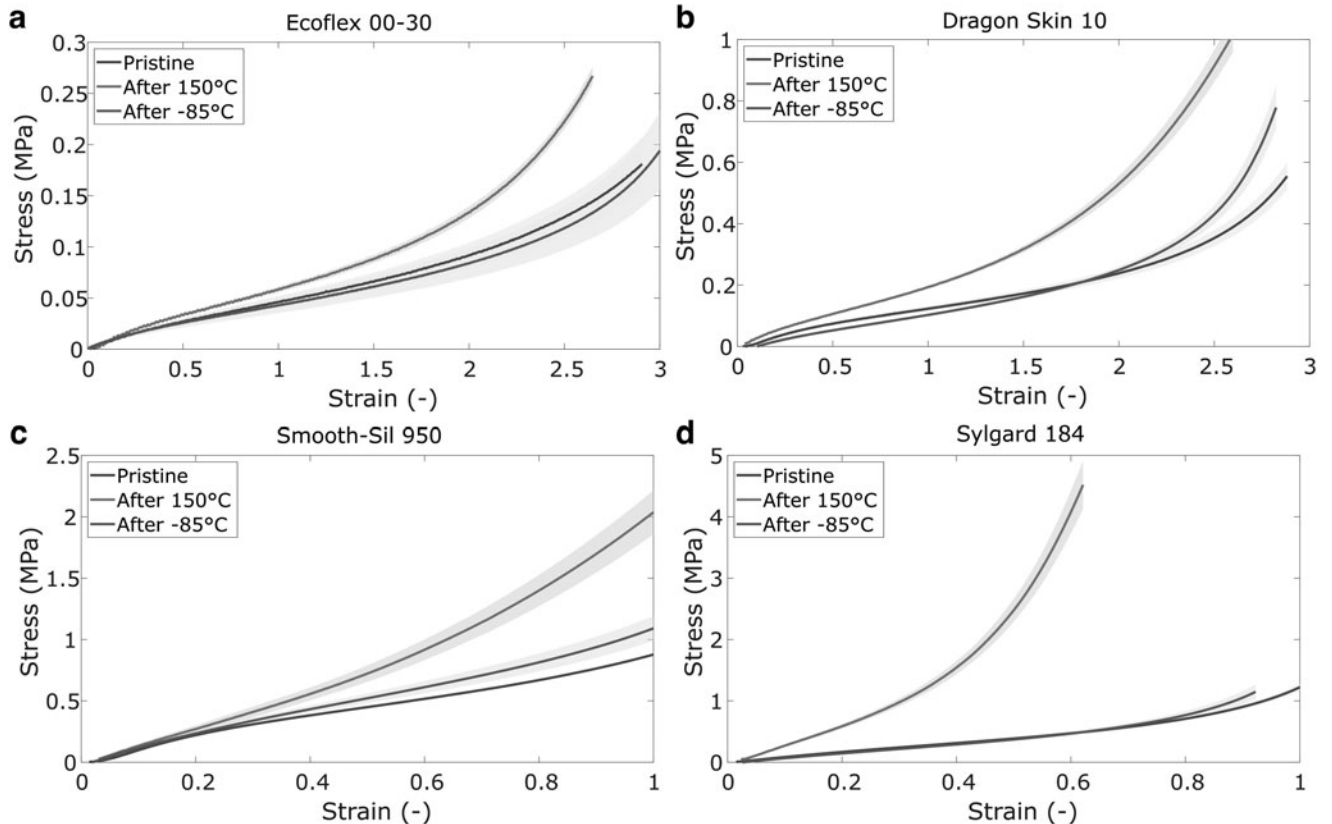 a
Ecoflex 00-30
0.3
0.25
0.2
0.15
0.1
0.05
0
Stress (MPa)
Pristine
After 150°C
After -85°C
0 0.5 1 1.5 2 2.5 3
Strain (-)
b
Dragon Skin 10
1
0.8
0.6
0.4
0.2
0
Stress (MPa)
Pristine
After 150°C
After -85°C
0 0.5 1 1.5 2 2.5 3
Strain (-)
c
Smooth-Sil 950
2.5
2
1.5
1
0.5
0
Stress (MPa)
Pristine
After 150°C
After -85°C
0 0.2 0.4 0.6 0.8 1
Strain (-)
d
Sylgard 184
5
4
3
2
1
0
Stress (MPa)
Pristine
After 150°C
After -85°C
0 0.2 0.4 0.6 0.8 1
Strain (-)